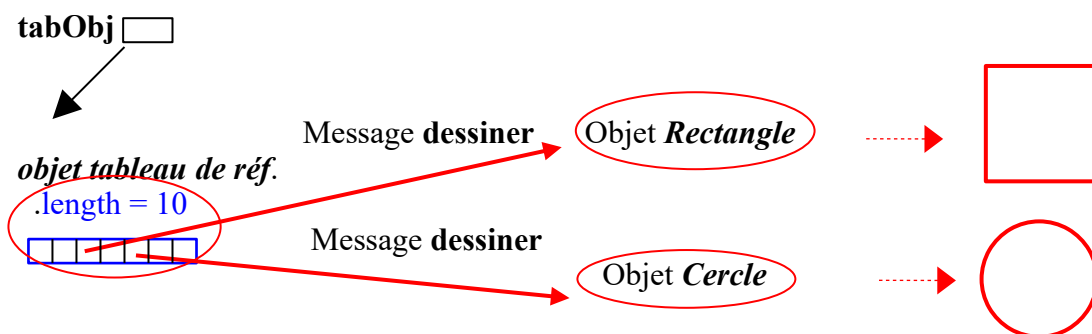 tabObj
Message dessiner
Objet Rectangle
objet tableau de réf.
.length = 10
Message dessiner
Objet Cercle